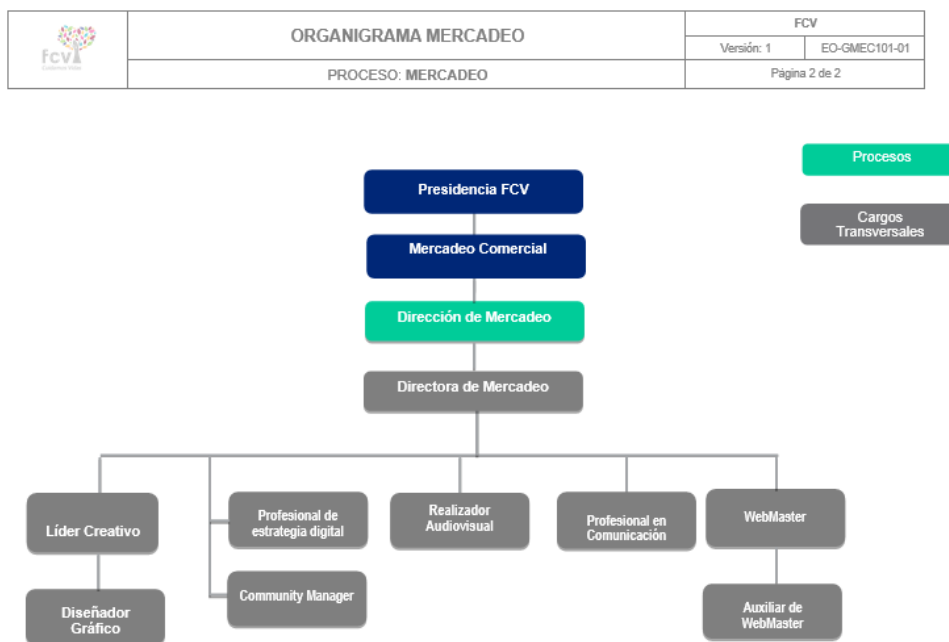 fcv
ORGANIGRAMA MERCADEO
FCV
Versión: 1
EO-GMEC101-01
PROCESO: MERCADEO
Página 2 de 2
Procesos
Cargos
Transversales
Presidencia FCV
Mercadeo Comercial
Dirección de Mercadeo
Directora de Mercadeo
Líder Creativo
Profesional de
estrategia digital
Realizador
Audiovisual
Profesional en
Comunicación
WebMaster
Diseñador
Gráfico
Community Manager
Auxiliar de
WebMaster